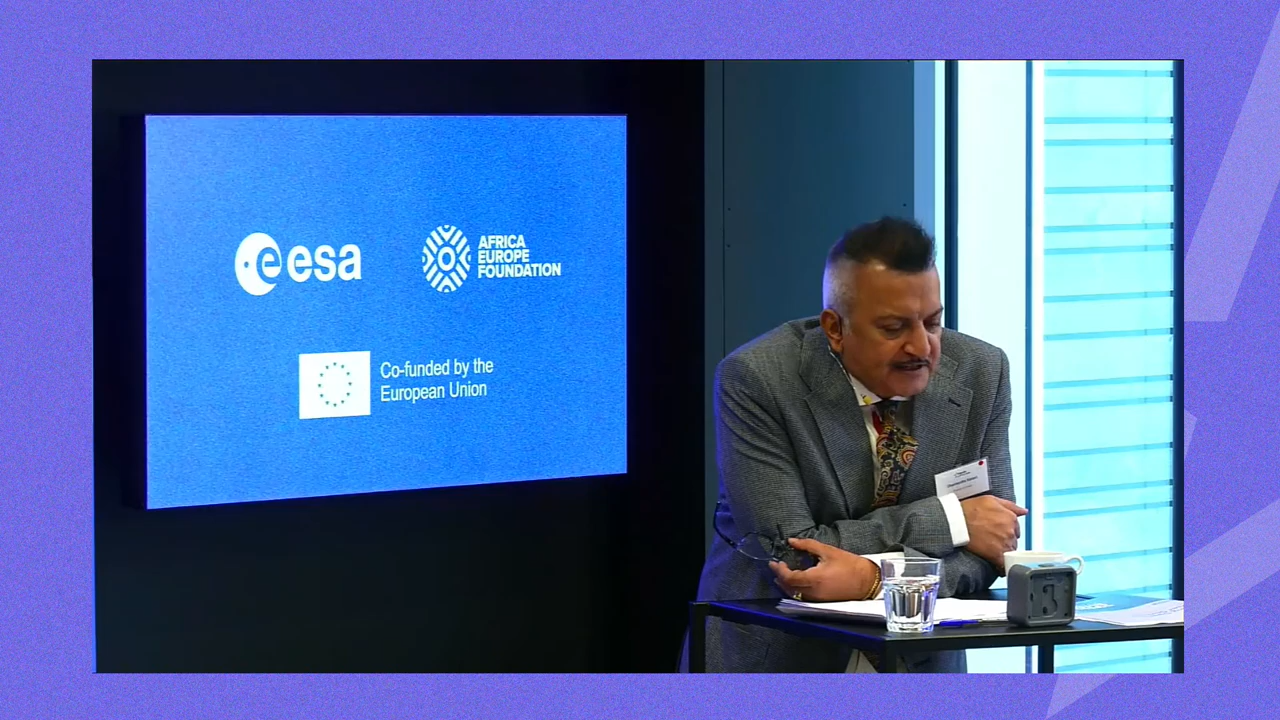 esa
AFRICA
EUROPE
FOUNDATION
Co-funded by the
European Union